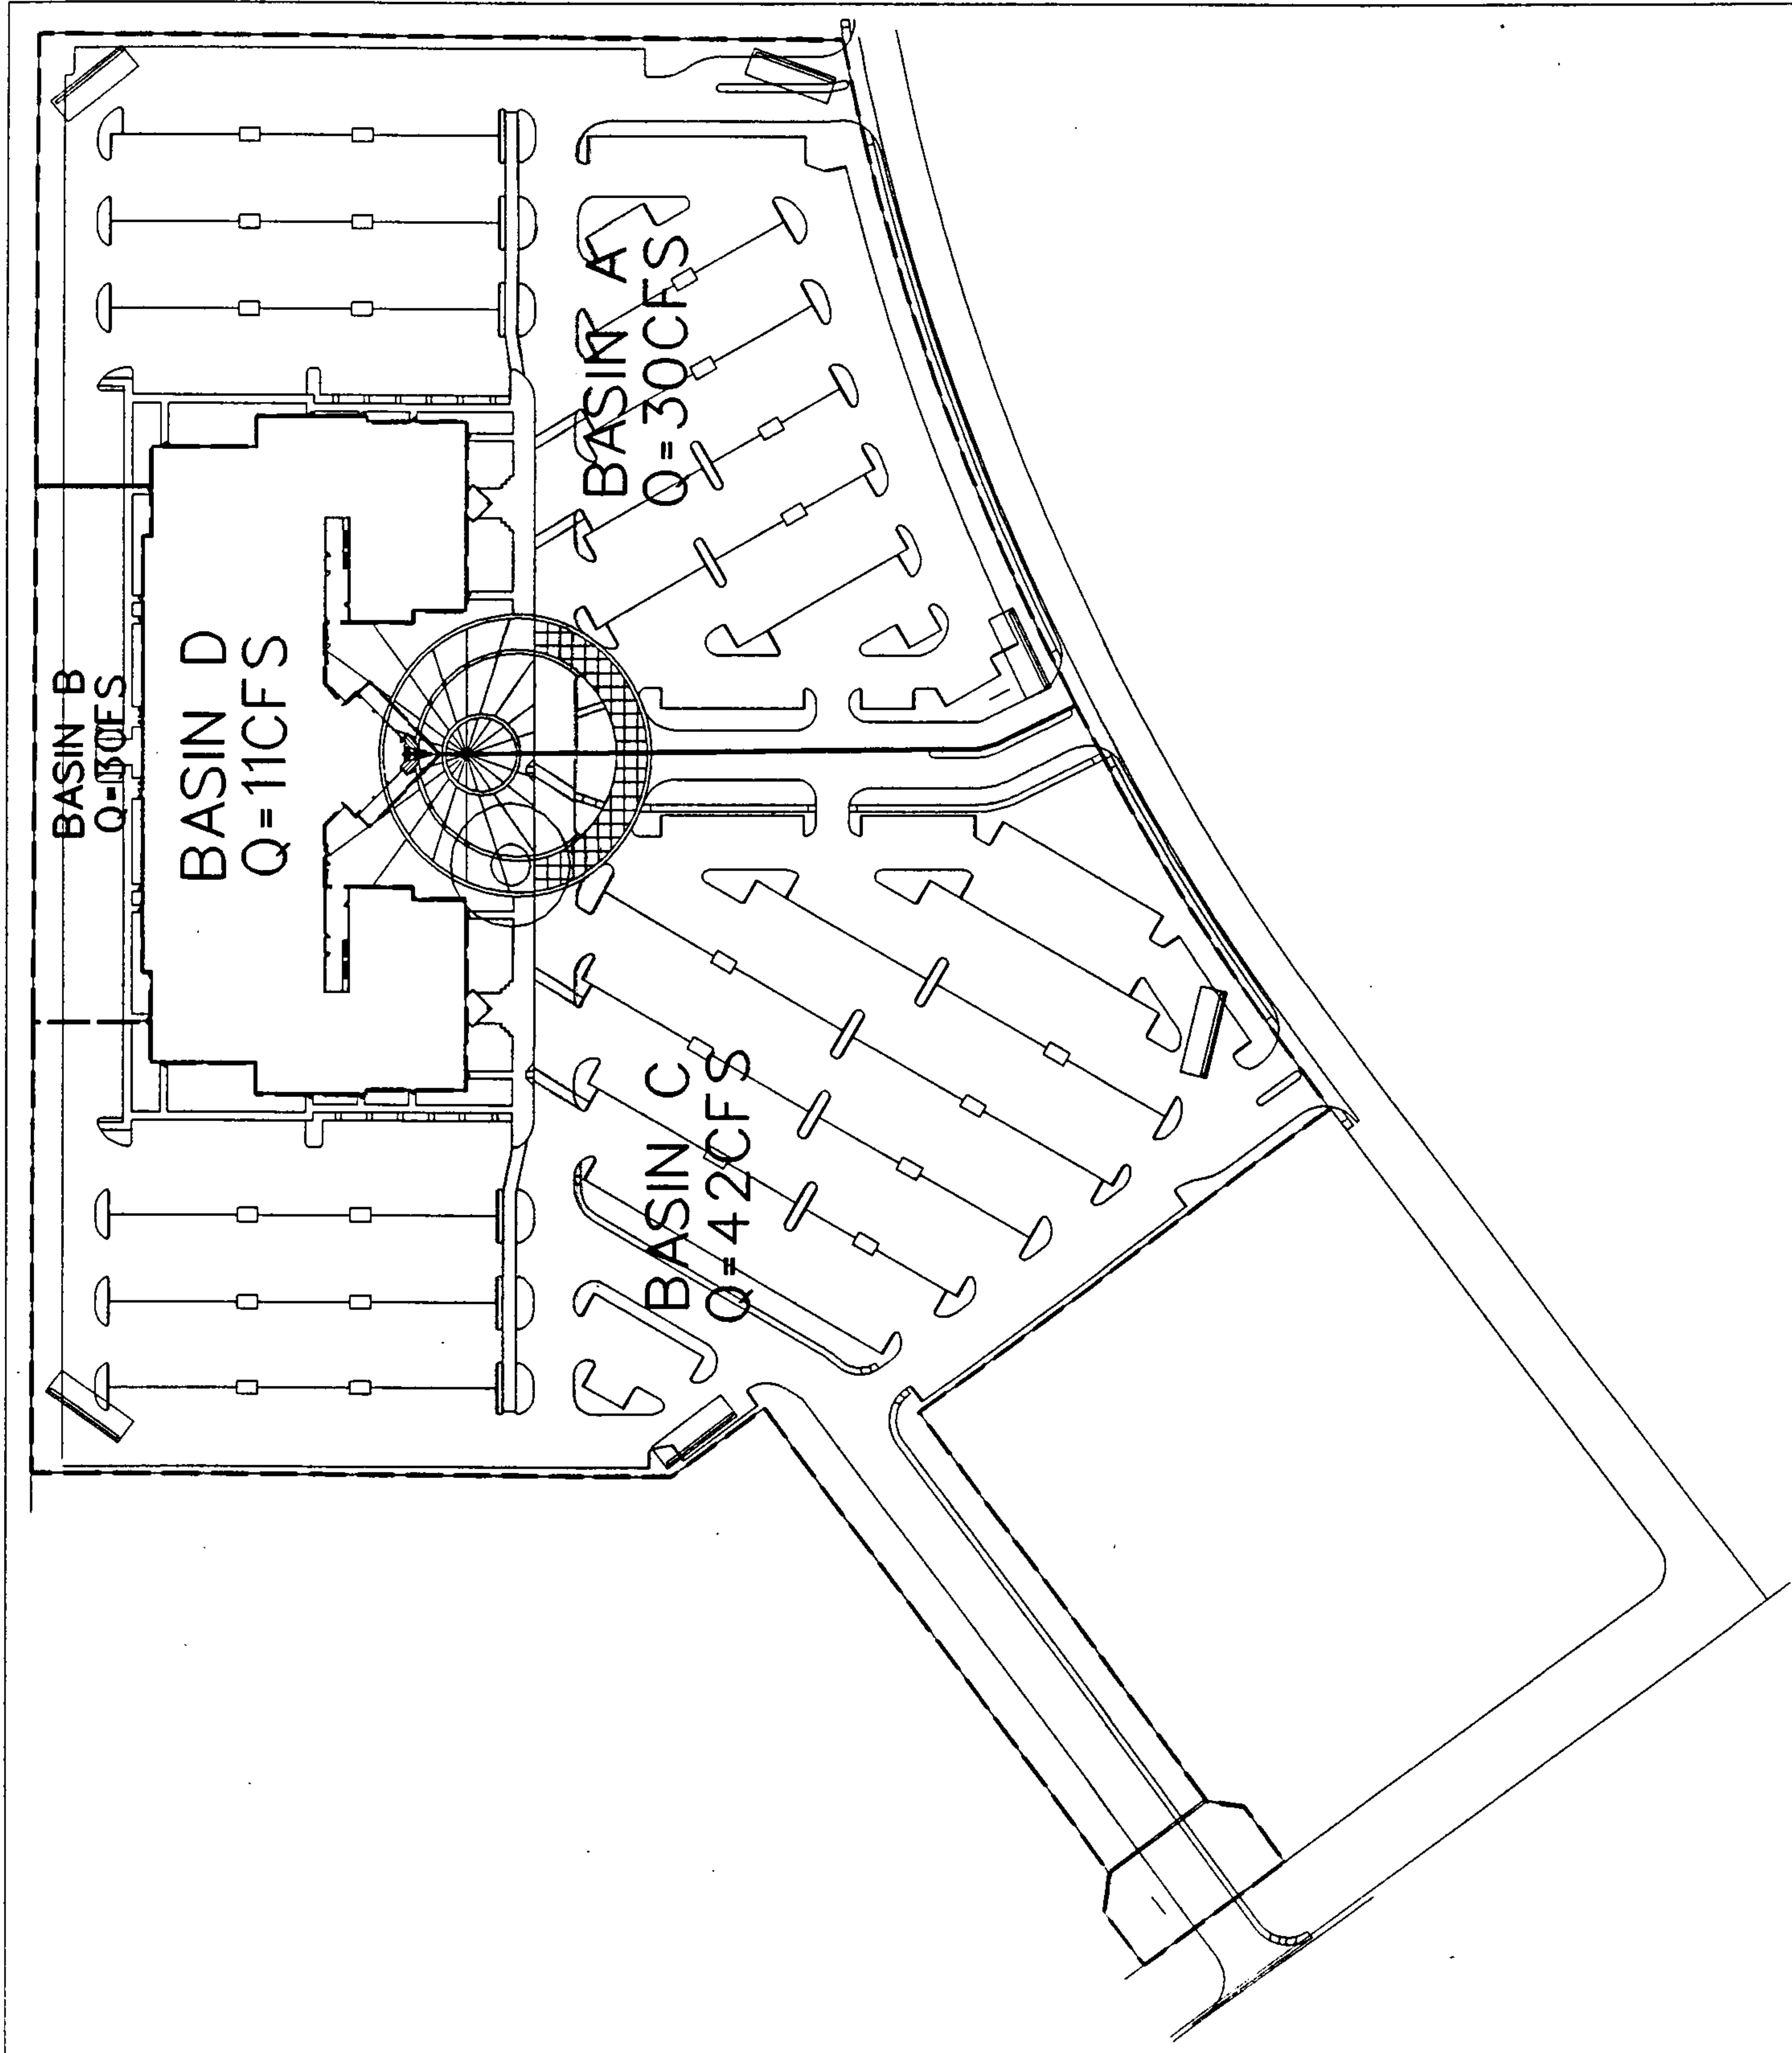 BASIN B
BASIN D
Q=11CFS
BASIN A
Q=30CFS
BASIN C
Q=42CFS